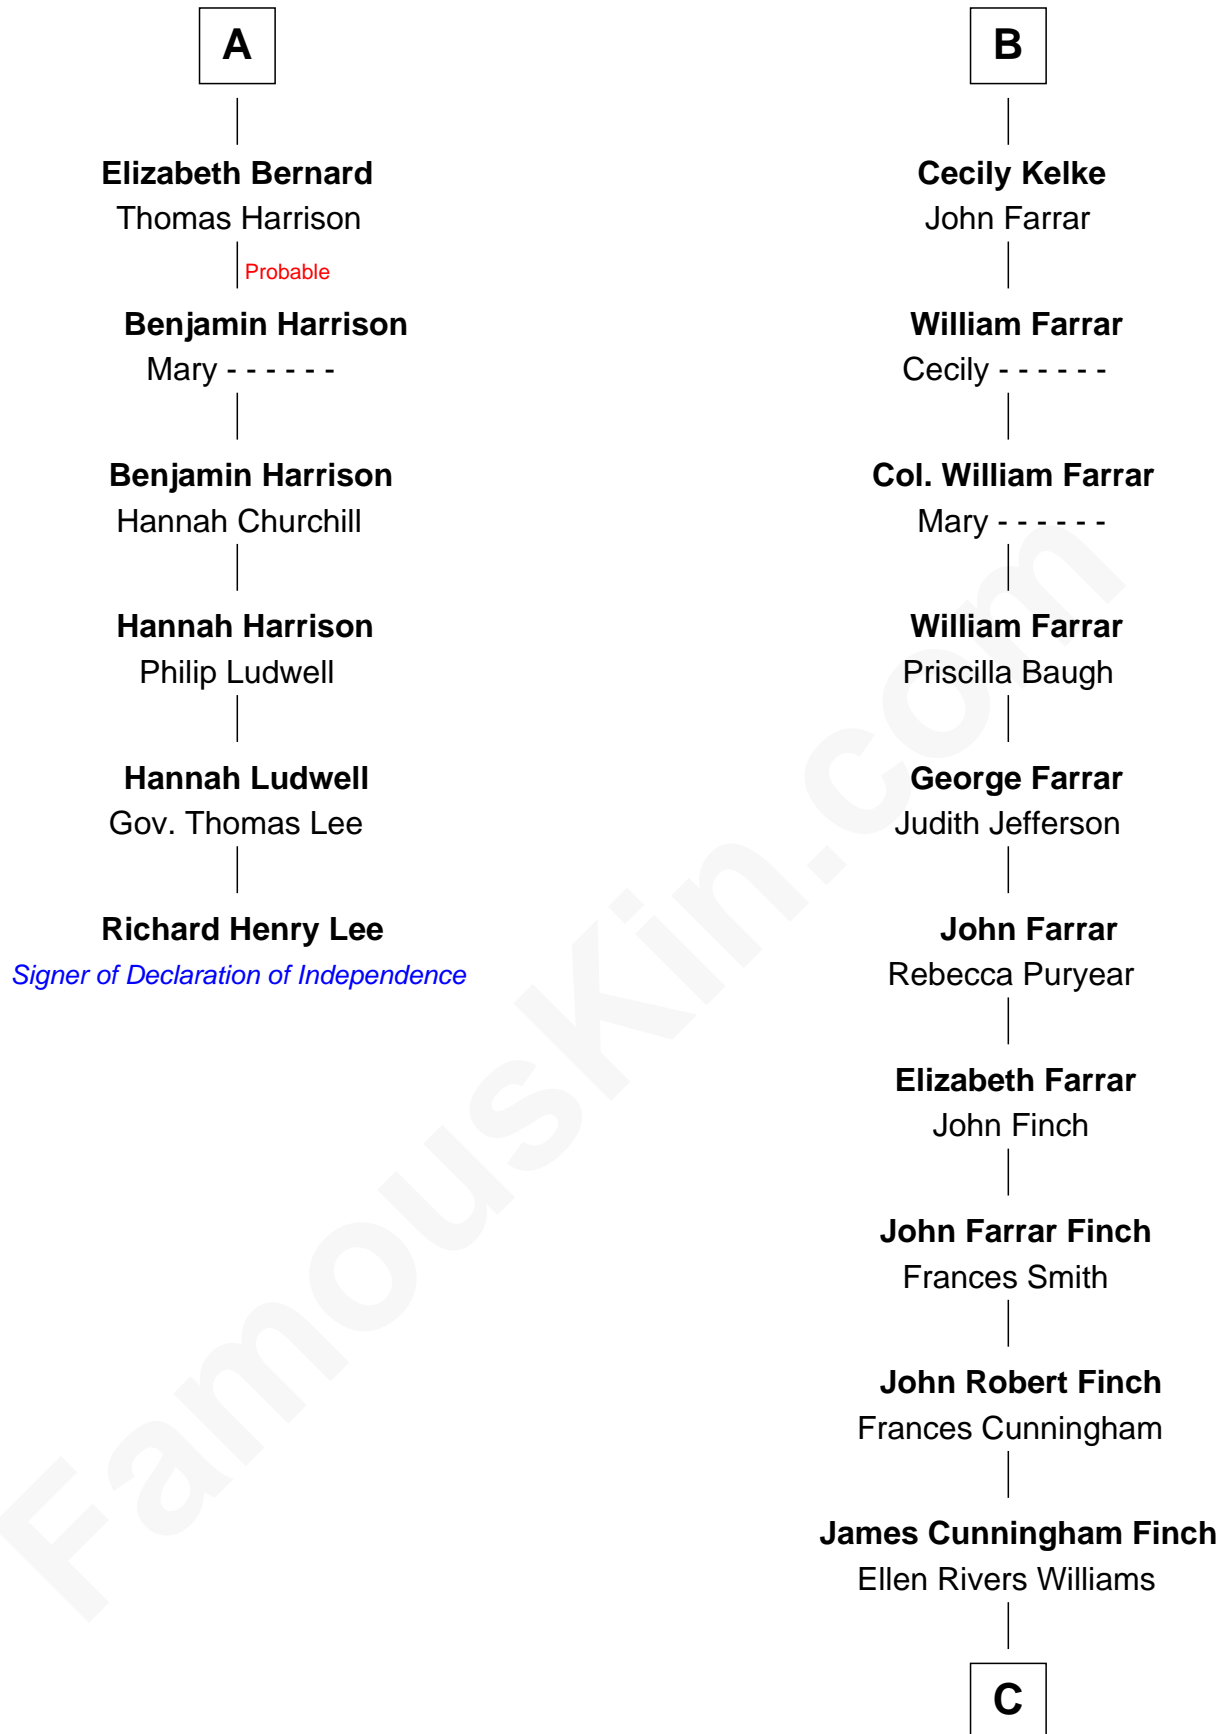 A
Elizabeth Bernard
Thomas Harrison
Probable
Benjamin Harrison
Mary - - - - - -
Benjamin Harrison
Hannah Churchill
Hannah Harrison
Philip Ludwell
Hannah Ludwell
Gov. Thomas Lee
Richard Henry Lee
Signer of Declaration of Independence
B
Cecily Kelke
John Farrar
William Farrar
Cecily - - - - - -
Col. William Farrar
Mary - - - - - -
William Farrar
Priscilla Baugh
George Farrar
Judith Jefferson
John Farrar
Rebecca Puryear
Elizabeth Farrar
John Finch
John Farrar Finch
Frances Smith
John Robert Finch
Frances Cunningham
James Cunningham Finch
Ellen Rivers Williams
C
FamousKin.com